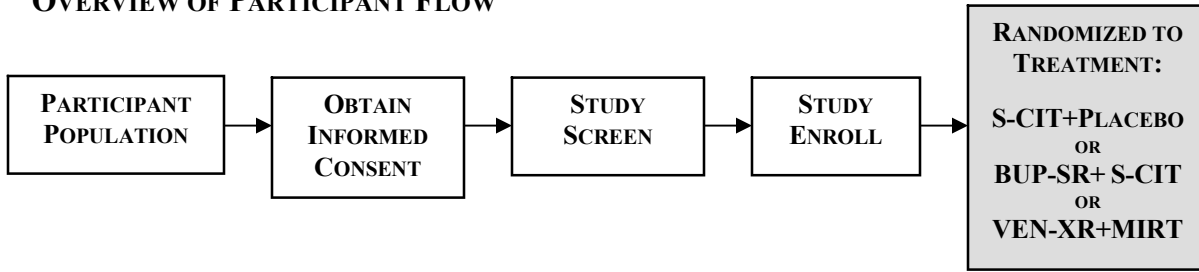 OVERVIEW OF PARTICIPANT FLOW
PARTICIPANT
POPULATION
OBTAIN
INFORMED
CONSENT
STUDY
SCREEN
STUDY
ENROLL
RANDOMIZED TO
TREATMENT:
S-CIT+PLACEBO
OR
BUP-SR+ S-CIT
OR
VEN-XR+MIRT